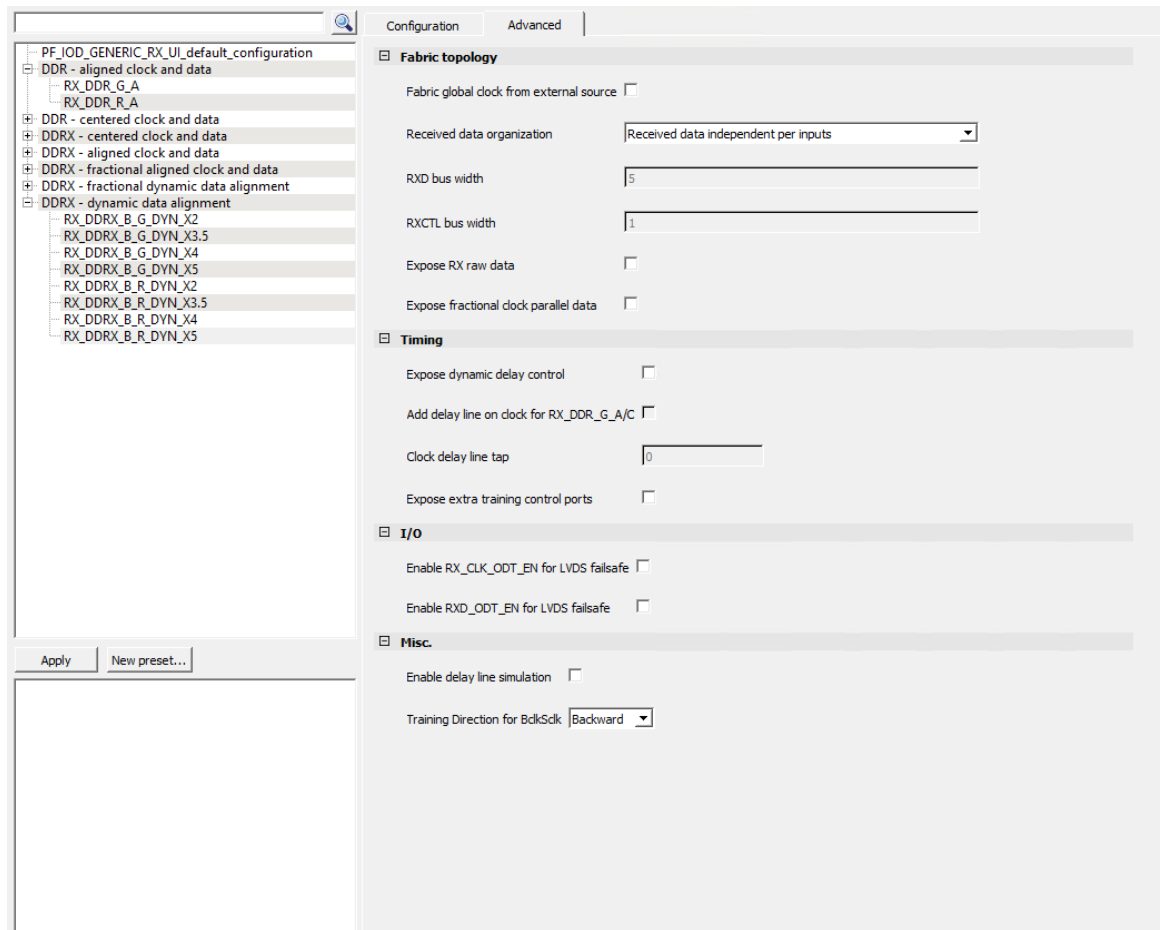 PF_IOD_GENERIC_RX_UI_default_configuration
DDR - aligned clock and data
RX_DDR_G_A
RX_DDR_R_A
DDR - centered clock and data
DDRX - centered clock and data
DDRX - aligned clock and data
DDRX - fractional aligned clock and data
DDRX - fractional dynamic data alignment
DDRX - dynamic data alignment
RX_DDRX_B_G_DYN_X2
RX_DDRX_B_G_DYN_X3.5
RX_DDRX_B_G_DYN_X4
RX_DDRX_B_G_DYN_X5
RX_DDRX_B_R_DYN_X2
RX_DDRX_B_R_DYN_X3.5
RX_DDRX_B_R_DYN_X4
RX_DDRX_B_R_DYN_X5
Apply New preset...
Configuration Advanced
Fabric topology
Fabric global clock from external source
Received data organization Received data independent per inputs
RXD bus width 5
RXCTL bus width 1
Expose RX raw data
Expose fractional clock parallel data
Timing
Expose dynamic delay control
Add delay line on clock for RX_DDR_G_A/C
Clock delay line tap 0
Expose extra training control ports
I/O
Enable RX_CLK_ODT_EN for LVDS failsafe
Enable RXD_ODT_EN for LVDS failsafe
Misc.
Enable delay line simulation
Training Direction for BclkSclk Backward